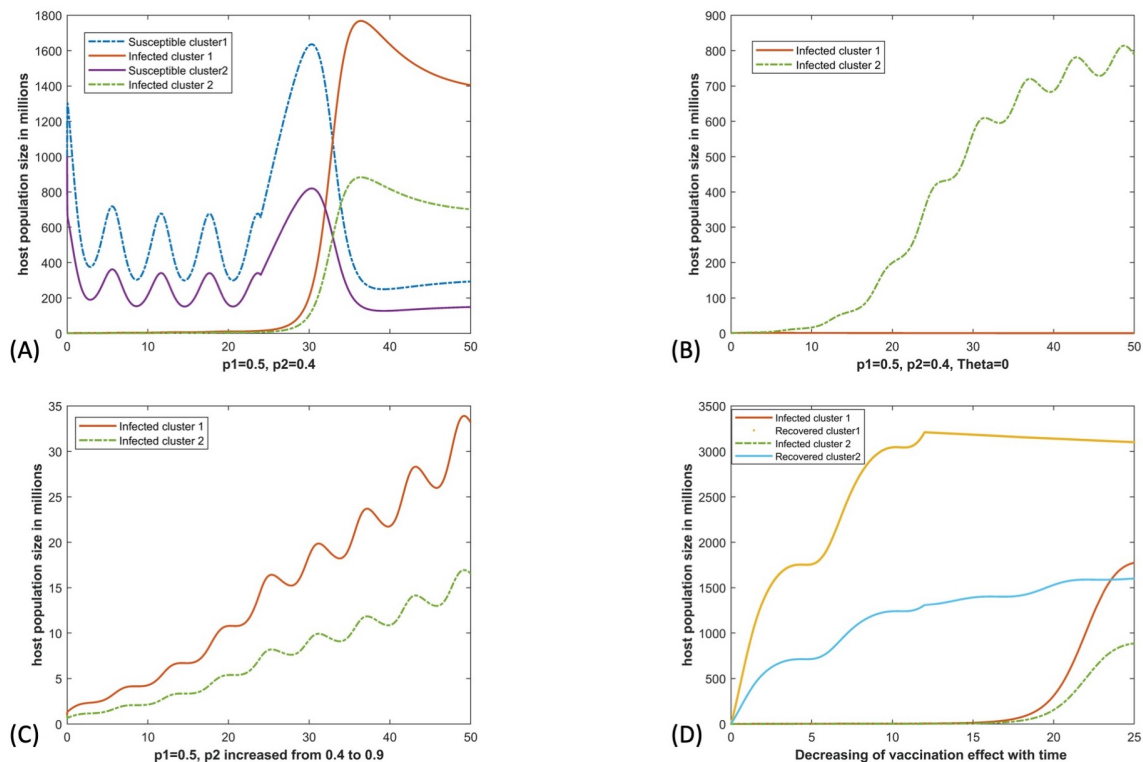 1800
1600
1400
1200
1000
800
600
400
200
0
host population size in millions
Susceptible cluster1
Infected cluster 1
Susceptible cluster2
Infected cluster 2
0 10 20 30 40 50
(A) p1=0.5, p2=0.4
900
800
700
600
500
400
300
200
100
0
host population size in millions
Infected cluster 1
Infected cluster 2
0 10 20 30 40 50
(B) p1=0.5, p2=0.4, Theta=0
35
30
25
20
15
10
5
0
host population size in millions
Infected cluster 1
Infected cluster 2
0 10 20 30 40 50
(C) p1=0.5, p2 increased from 0.4 to 0.9
3500
3000
2500
2000
1500
1000
500
0
host population size in millions
Infected cluster 1
Recovered cluster1
Infected cluster 2
Recovered cluster2
0 5 10 15 20 25
(D) Decreasing of vaccination effect with time